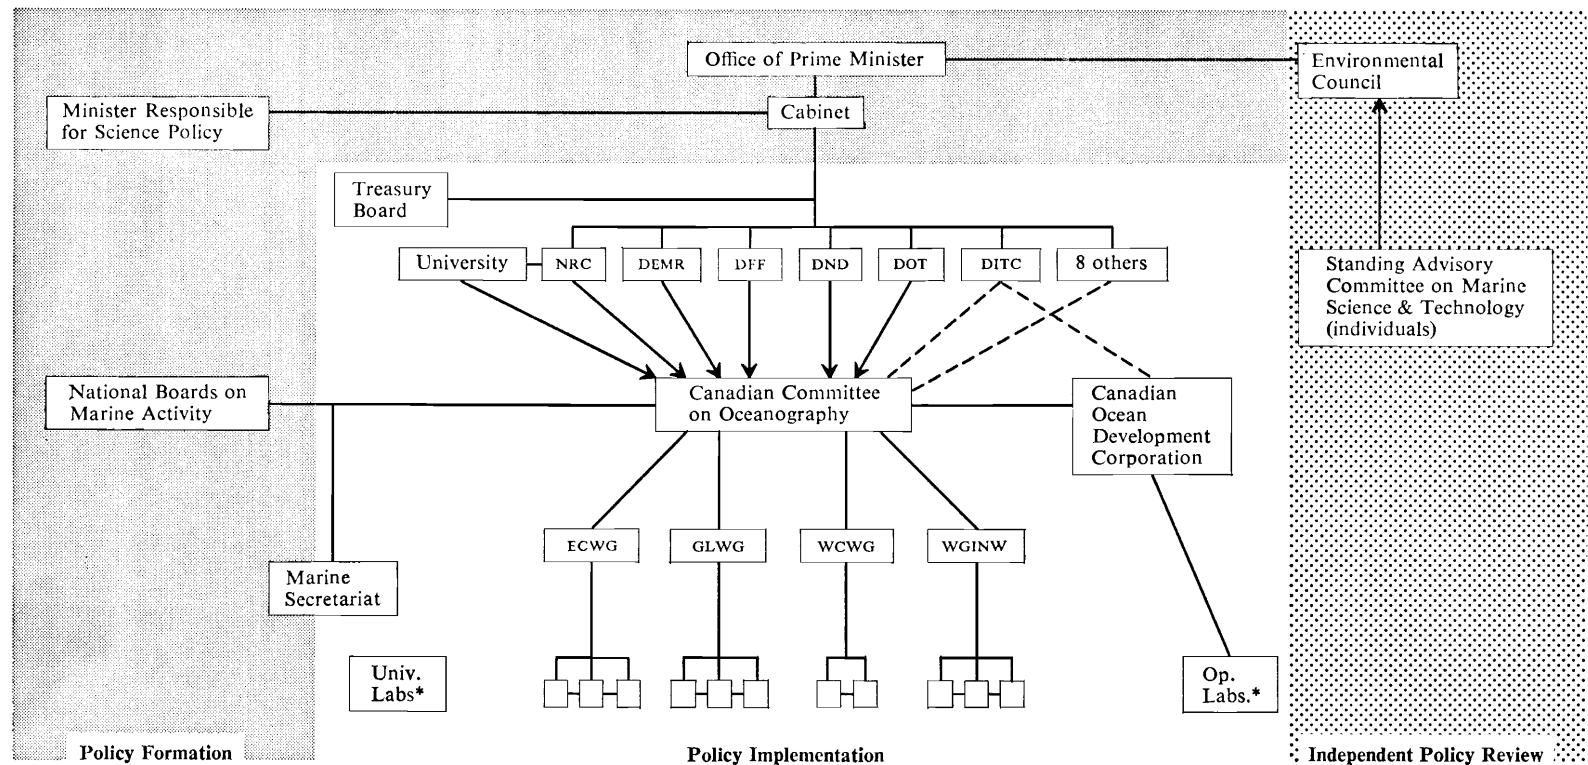 Office of Prime Minister
Environmental
Council
Minister Responsible
for Science Policy
Cabinet
Treasury
Board
University
NRC
DEMR
DFF
DND
DOT
DITC
8 others
Standing Advisory
Committee on Marine
Science & Technology
(individuals)
National Boards on
Marine Activity
Canadian Committee
on Oceanography
Canadian
Ocean
Development
Corporation
ECWG
GLWG
WCWG
WGINW
Marine
Secretariat
Univ.
Labs*
Op.
Labs.*
Policy Formation
Policy Implementation
Independent Policy Review